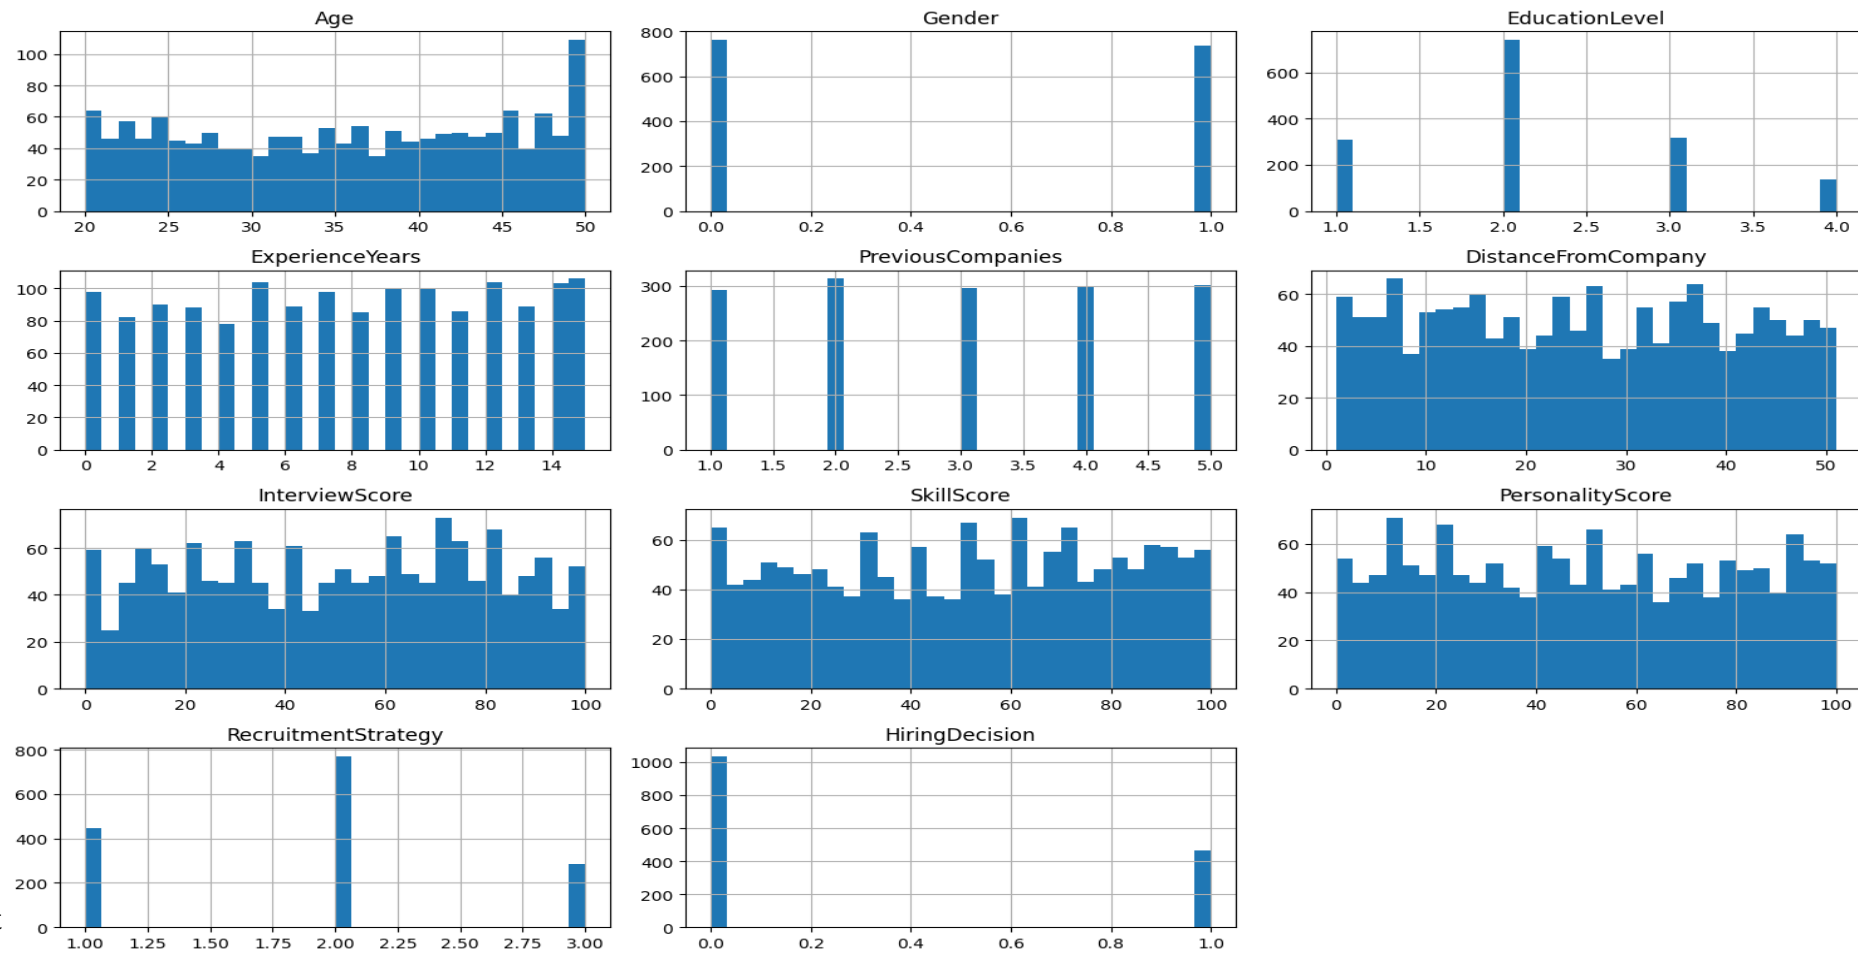 Age
100
80
60
40
20
0
20 25 30 35 40 45 50
Gender
800
600
400
200
0
0.0 0.2 0.4 0.6 0.8 1.0
EducationLevel
600
400
200
0
1.0 1.5 2.0 2.5 3.0 3.5 4.0
ExperienceYears
100
80
60
40
20
0
0 2 4 6 8 10 12 14
PreviousCompanies
300
200
100
0
1.0 1.5 2.0 2.5 3.0 3.5 4.0 4.5 5.0
DistanceFromCompany
60
40
20
0
0 10 20 30 40 50
InterviewScore
60
40
20
0
0 20 40 60 80 100
SkillScore
60
40
20
0
0 20 40 60 80 100
PersonalityScore
60
40
20
0
0 20 40 60 80 100
RecruitmentStrategy
800
600
400
200
0
1.00 1.25 1.50 1.75 2.00 2.25 2.50 2.75 3.00
HiringDecision
1000
800
600
400
200
0
0.0 0.2 0.4 0.6 0.8 1.0